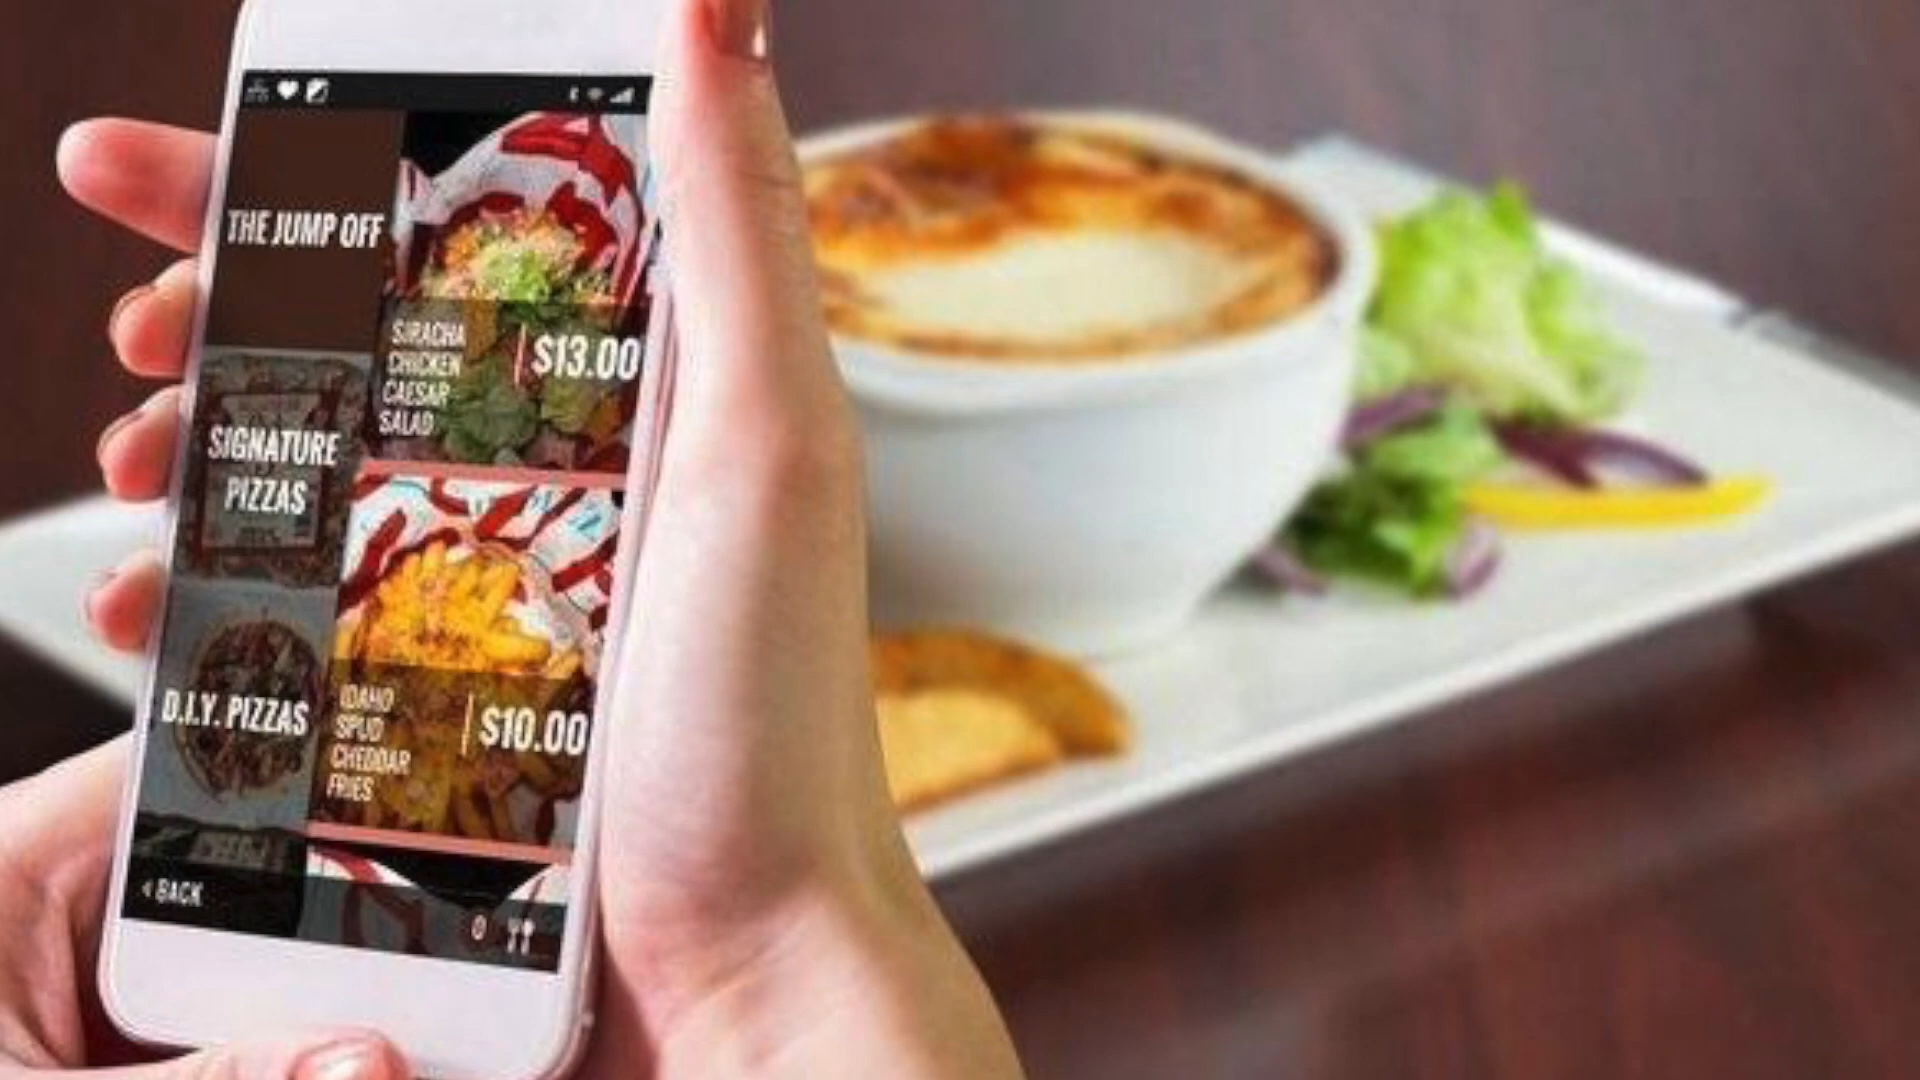 THE JUMP OFF
SIGNATURE
PIZZAS
D.I.Y. PIZZAS
< BACK
SIRACHA
CHICKEN
CAESAR
SALAD
$13.00
IDAHO
SPUD
CHEDDAR
FRIES
$10.00
0